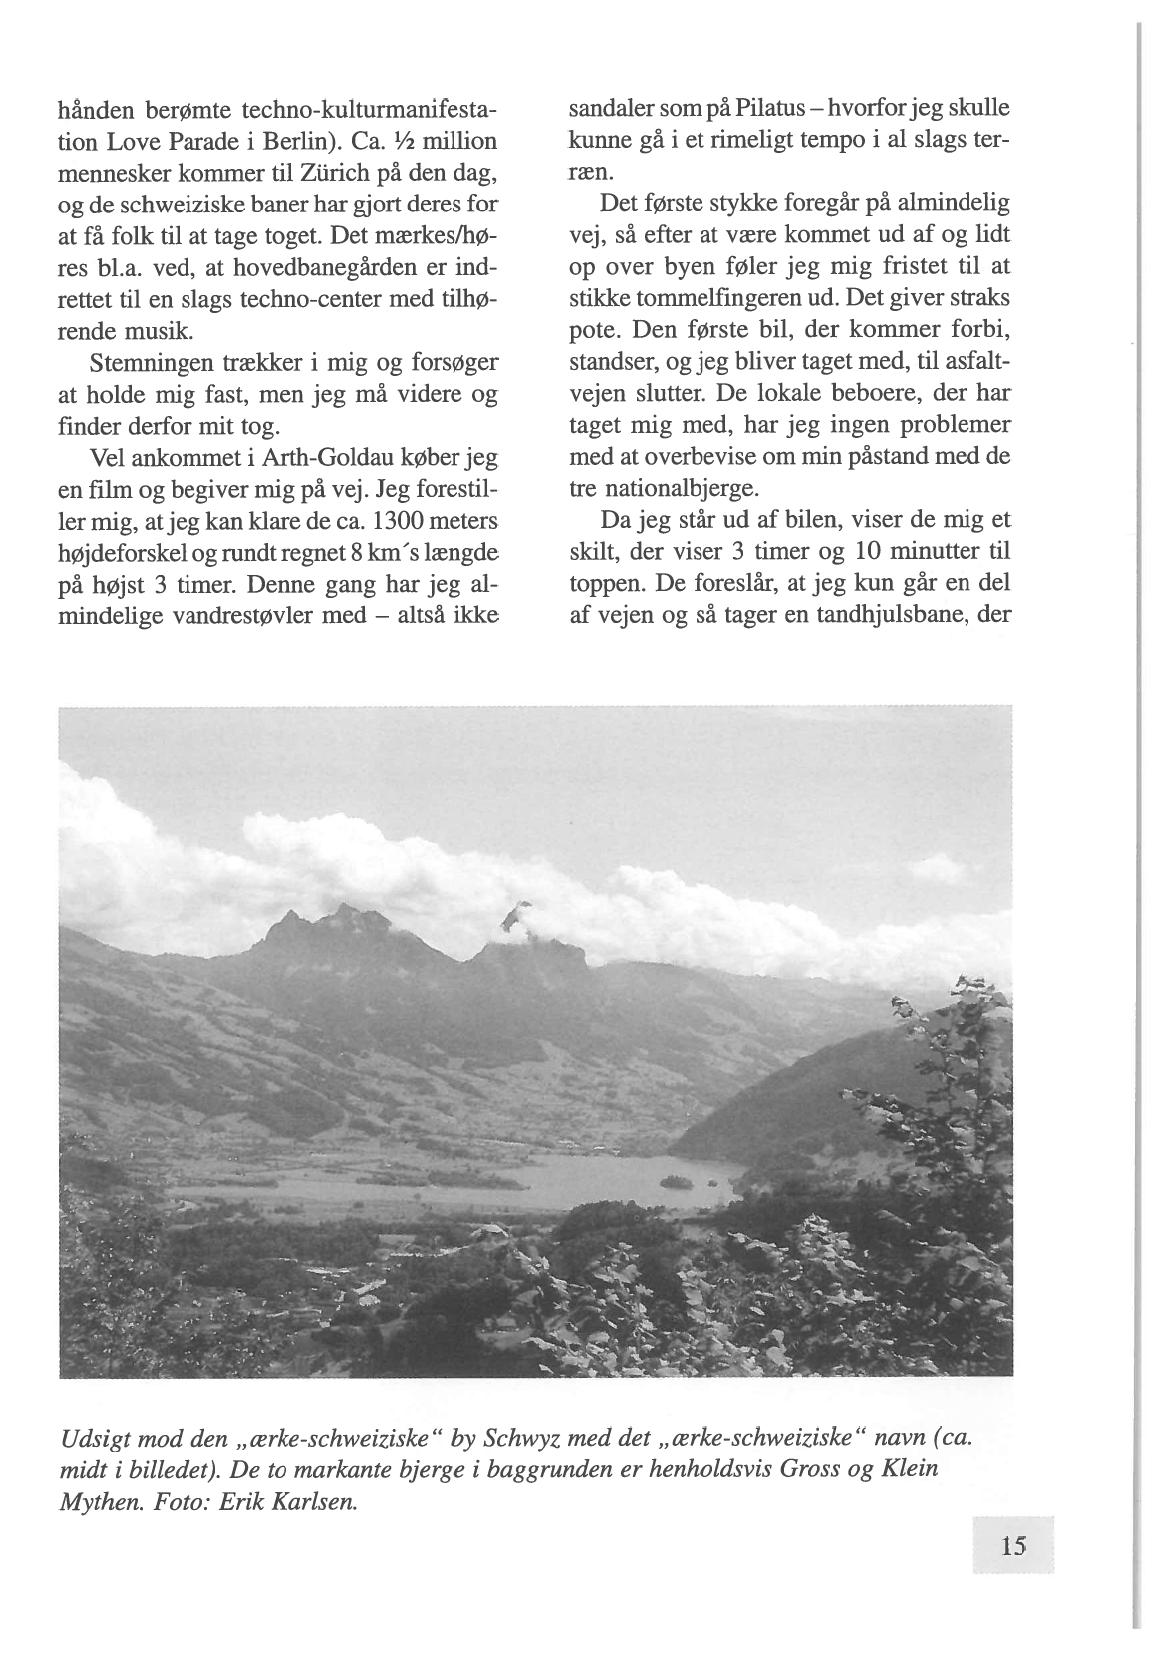 hånden berømte techno-kulturmanifesta-
tion Love Parade i Berlin). Ca. ½ million
mennesker kommer til Zürich på den dag,
og de schweiziske baner har gjort deres for
at få folk til at tage toget. Det mærkes/hø-
res bl.a. ved, at hovedbanegården er ind-
rettet til en slags techno-center med tilhø-
rende musik.
Stemningen trækker i mig og forsøger
at holde mig fast, men jeg må videre og
finder derfor mit tog.
Vel ankommet i Arth-Goldau køber jeg
en film og begiver mig på vej. Jeg forestil-
ler mig, at jeg kan klare de ca. 1300 meters
højdeforskel og rundt regnet 8 km´s længde
på højst 3 timer. Denne gang har jeg al-
mindelige vandrestøvler med – altså ikke
sandaler som på Pilatus – hvorfor jeg skulle
kunne gå i et rimeligt tempo i al slags ter-
ræn.
Det første stykke foregår på almindelig
vej, så efter at være kommet ud af og lidt
op over byen føler jeg mig fristet til at
stikke tommelfingeren ud. Det giver straks
pote. Den første bil, der kommer forbi,
standser, og jeg bliver taget med, til asfalt-
vejen slutter. De lokale beboere, der har
taget mig med, har jeg ingen problemer
med at overbevise om min påstand med de
tre nationalbjerge.
Da jeg står ud af bilen, viser de mig et
skilt, der viser 3 timer og 10 minutter til
toppen. De foreslår, at jeg kun går en del
af vejen og så tager en tandhjulsbane, der
Udsigt mod den „ærke-schweiziske“ by Schwyz med det „ærke-schweiziske“ navn (ca.
midt i billedet). De to markante bjerge i baggrunden er henholdsvis Gross og Klein
Mythen. Foto: Erik Karlsen.
15